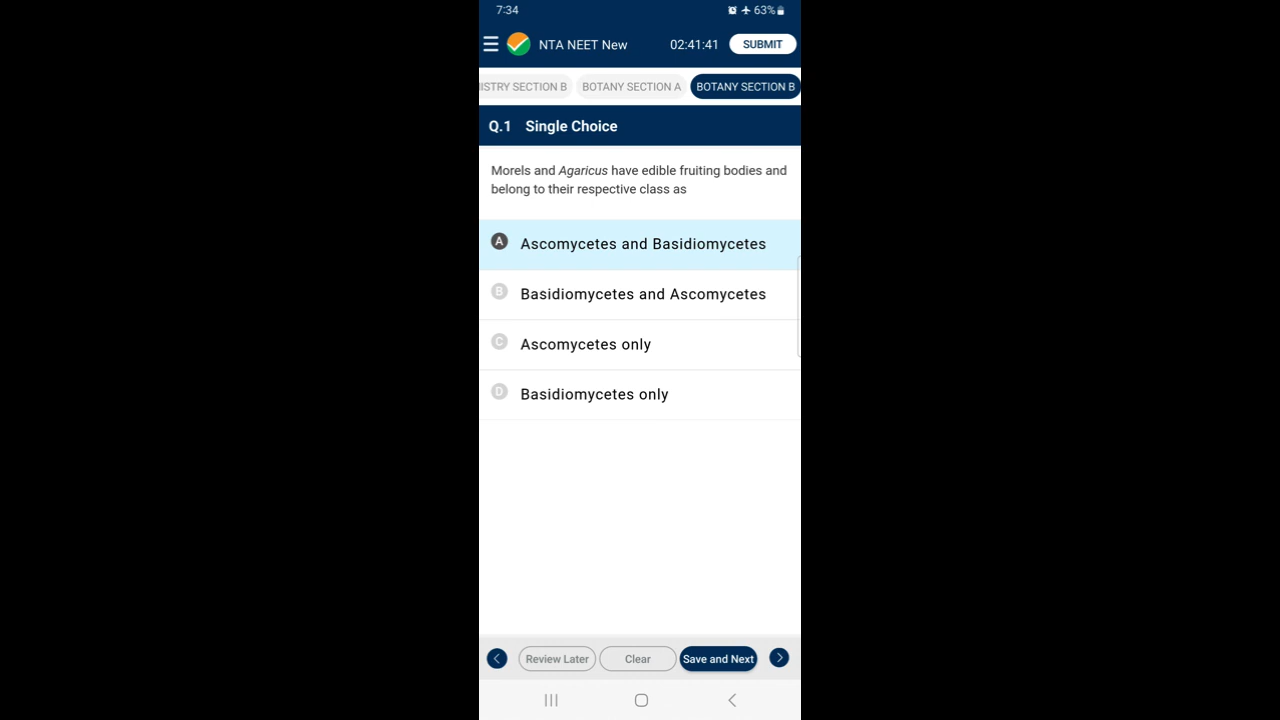 7:34 63%
NTA NEET New 02:41:41 SUBMIT
ISTRY SECTION B BOTANY SECTION A BOTANY SECTION B
Q.1 Single Choice
Morels and Agaricus have edible fruiting bodies and
belong to their respective class as
A Ascomycetes and Basidiomycetes
B Basidiomycetes and Ascomycetes
C Ascomycetes only
D Basidiomycetes only
Review Later Clear Save and Next